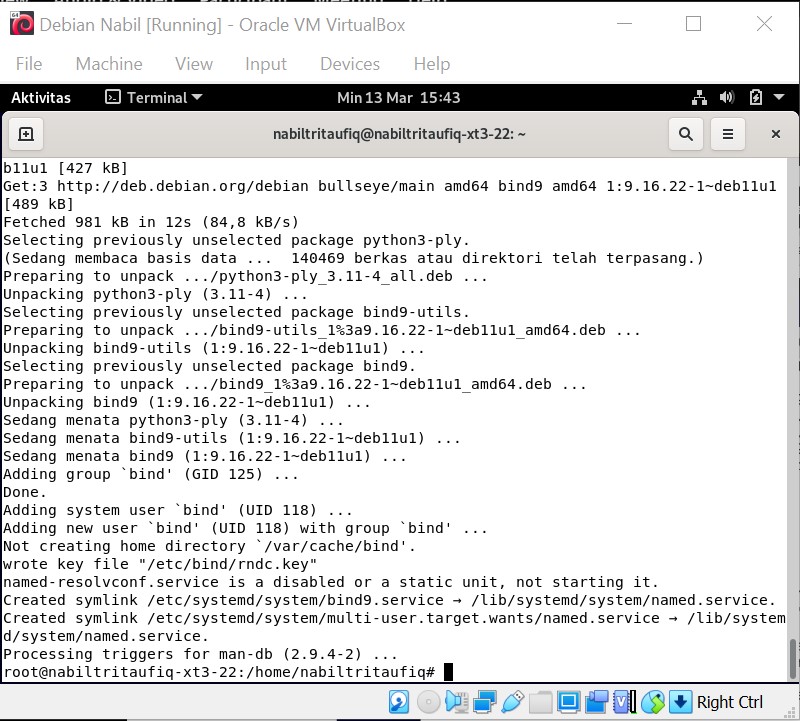 Debian Nabil [Running] - Oracle VM VirtualBox
File Machine View Input Devices Help
Aktivitas Terminal Min 13 Mar 15:43
nabiltritaufiq@nabiltritaufiq-xt3-22: ~
b11u1 [427 kB]
Get:3 http://deb.debian.org/debian bullseye/main amd64 bind9 amd64 1:9.16.22-1~deb11u1
[489 kB]
Fetched 981 kB in 12s (84,8 kB/s)
Selecting previously unselected package python3-ply.
(Sedang membaca basis data ...  140469 berkas atau direktori telah terpasang.)
Preparing to unpack .../python3-ply_3.11-4_all.deb ...
Unpacking python3-ply (3.11-4) ...
Selecting previously unselected package bind9-utils.
Preparing to unpack .../bind9-utils_1%3a9.16.22-1~deb11u1_amd64.deb ...
Unpacking bind9-utils (1:9.16.22-1~deb11u1) ...
Selecting previously unselected package bind9.
Preparing to unpack .../bind9_1%3a9.16.22-1~deb11u1_amd64.deb ...
Unpacking bind9 (1:9.16.22-1~deb11u1) ...
Sedang menata python3-ply (3.11-4) ...
Sedang menata bind9-utils (1:9.16.22-1~deb11u1) ...
Sedang menata bind9 (1:9.16.22-1~deb11u1) ...
Adding group `bind' (GID 125) ...
Done.
Adding system user `bind' (UID 118) ...
Adding new user `bind' (UID 118) with group `bind' ...
Not creating home directory `/var/cache/bind'.
wrote key file "/etc/bind/rndc.key"
named-resolvconf.service is a disabled or a static unit, not starting it.
Created symlink /etc/systemd/system/bind9.service → /lib/systemd/system/named.service.
Created symlink /etc/systemd/system/multi-user.target.wants/named.service → /lib/system
d/system/named.service.
Processing triggers for man-db (2.9.4-2) ...
root@nabiltritaufiq-xt3-22:/home/nabiltritaufiq#
Right Ctrl